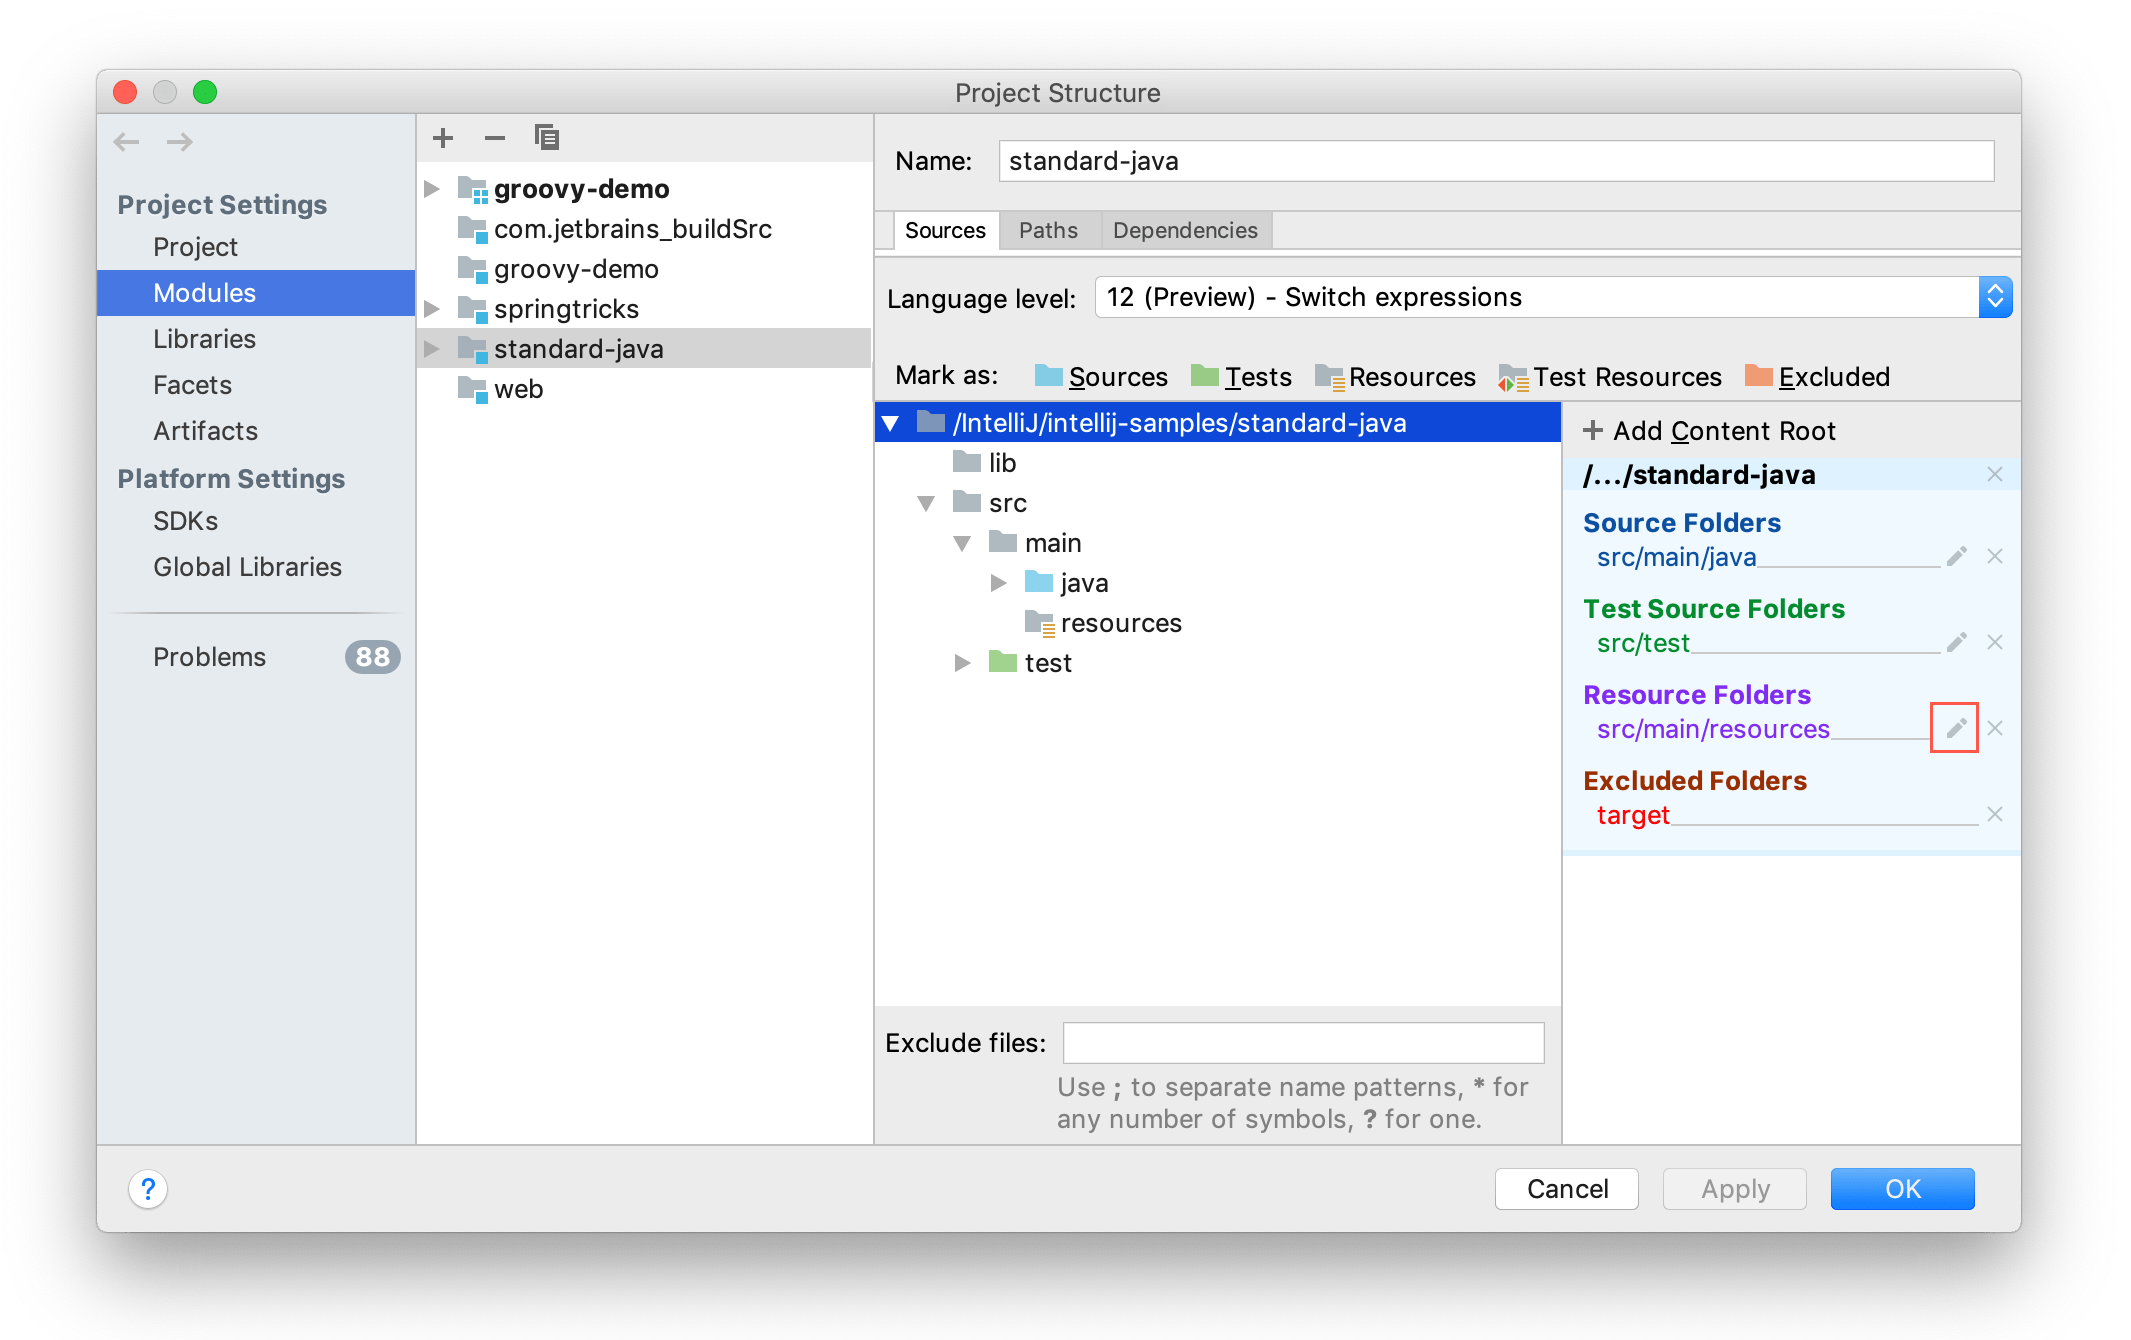 Project Structure
Project Settings
Project
Modules
Libraries
Facets
Artifacts
Platform Settings
SDKs
Global Libraries
Problems 88
groovy-demo
com.jetbrains_buildSrc
groovy-demo
springtricks
standard-java
web
Name: standard-java
Sources Paths Dependencies
Language level: 12 (Preview) - Switch expressions
Mark as: Sources Tests Resources Test Resources Excluded
/IntelliJ/intellij-samples/standard-java
lib
src
main
java
resources
test
+ Add Content Root
/.../standard-java
Source Folders
src/main/java
Test Source Folders
src/test
Resource Folders
src/main/resources
Excluded Folders
target
Exclude files:
Use ; to separate name patterns, * for
any number of symbols, ? for one.
?
Cancel Apply OK